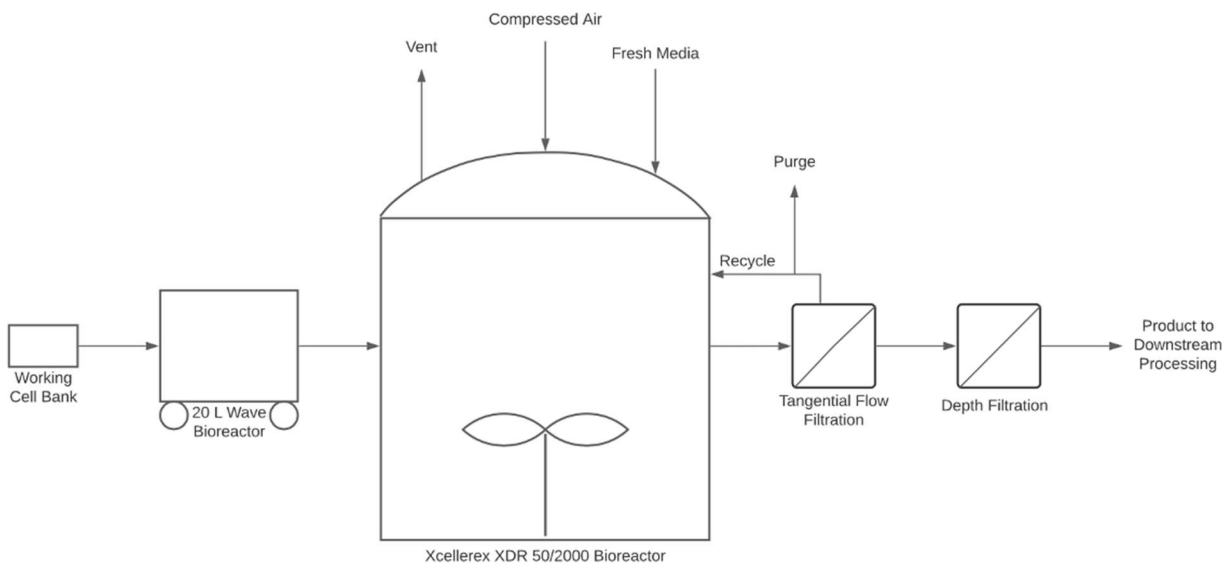 Compressed Air
Vent
Fresh Media
Purge
Recycle
Working
Cell Bank
20 L Wave
Bioreactor
Tangential Flow
Filtration
Depth Filtration
Product to
Downstream
Processing
Xcellerex XDR 50/2000 Bioreactor